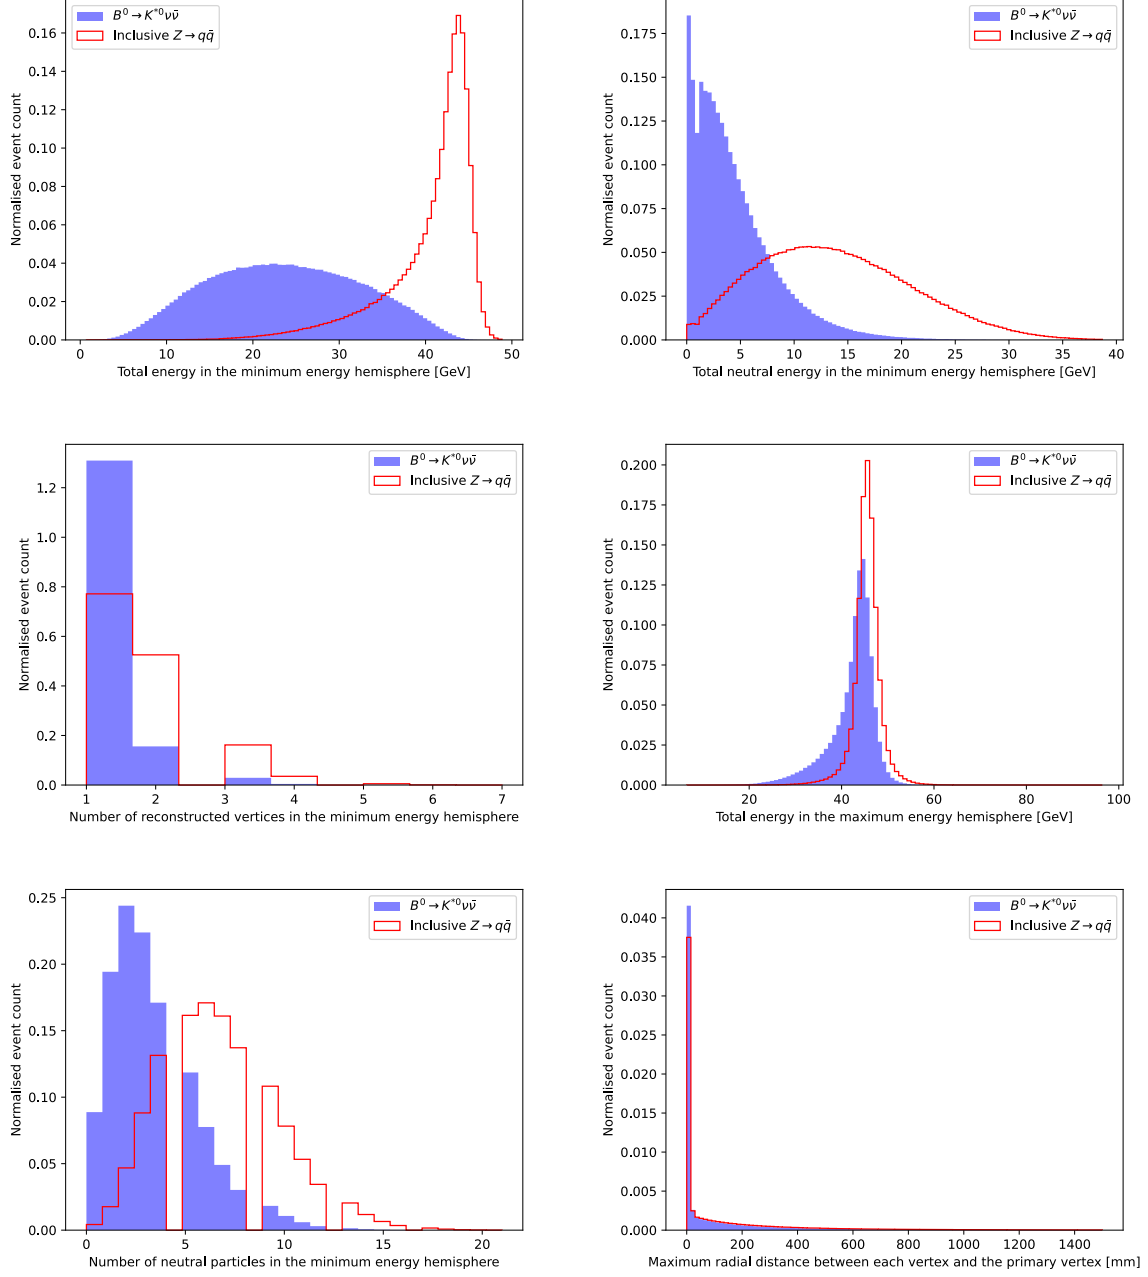 B⁰ → K*⁰νν̄
Inclusive Z → qq̄
Normalised event count
0.16
0.14
0.12
0.10
0.08
0.06
0.04
0.02
0.00
0 10 20 30 40 50
Total energy in the minimum energy hemisphere [GeV]
B⁰ → K*⁰νν̄
Inclusive Z → qq̄
Normalised event count
0.175
0.150
0.125
0.100
0.075
0.050
0.025
0.000
0 5 10 15 20 25 30 35 40
Total neutral energy in the minimum energy hemisphere [GeV]
B⁰ → K*⁰νν̄
Inclusive Z → qq̄
Normalised event count
1.2
1.0
0.8
0.6
0.4
0.2
0.0
1 2 3 4 5 6 7
Number of reconstructed vertices in the minimum energy hemisphere
B⁰ → K*⁰νν̄
Inclusive Z → qq̄
Normalised event count
0.200
0.175
0.150
0.125
0.100
0.075
0.050
0.025
0.000
20 40 60 80 100
Total energy in the maximum energy hemisphere [GeV]
B⁰ → K*⁰νν̄
Inclusive Z → qq̄
Normalised event count
0.25
0.20
0.15
0.10
0.05
0.00
0 5 10 15 20
Number of neutral particles in the minimum energy hemisphere
B⁰ → K*⁰νν̄
Inclusive Z → qq̄
Normalised event count
0.040
0.035
0.030
0.025
0.020
0.015
0.010
0.005
0.000
0 200 400 600 800 1000 1200 1400
Maximum radial distance between each vertex and the primary vertex [mm]